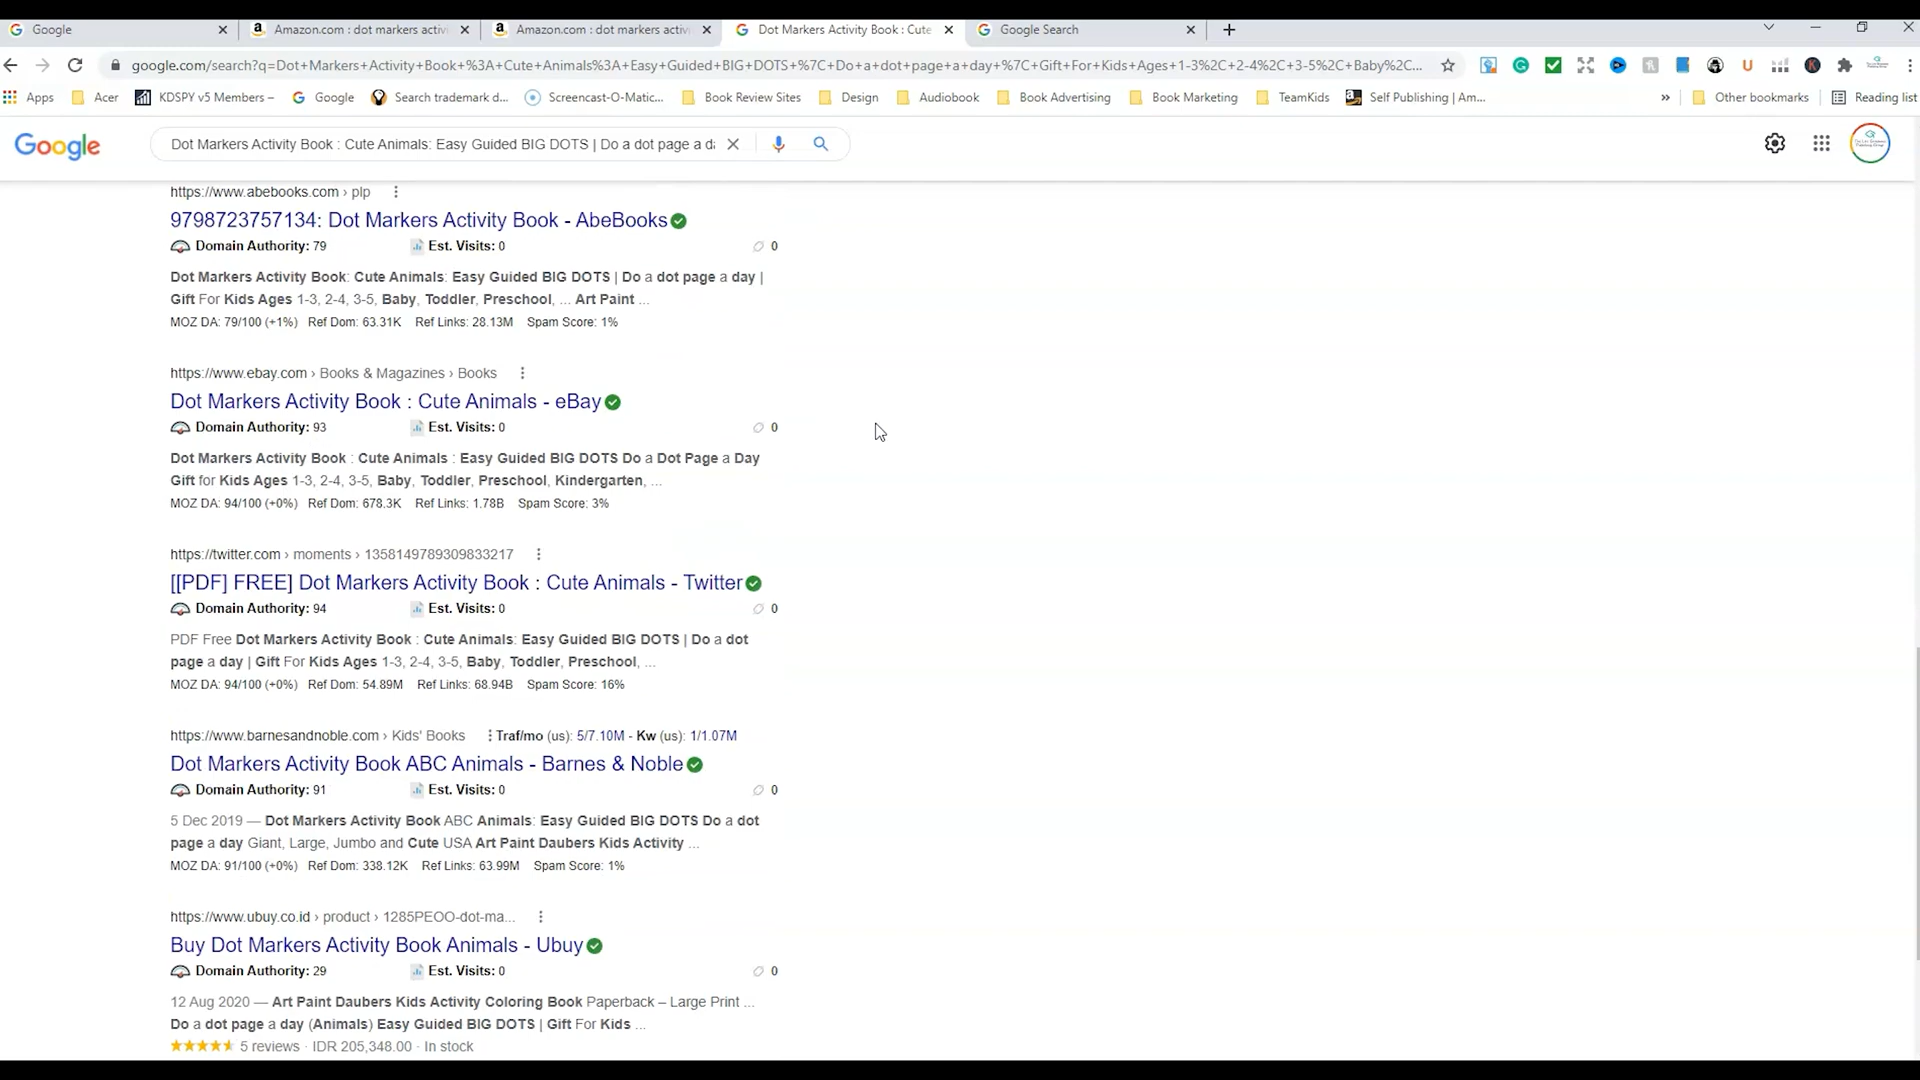 Google
Amazon.com : dot markers activi
Amazon.com : dot markers activi
Dot Markers Activity Book : Cute
Google Search
google.com/search?q=Dot+Markers+Activity+Book+%3A+Cute+Animals%3A+Easy+Guided+BIG+DOTS+%7C+Do+a+dot+page+a+day+%7C+Gift+For+Kids+Ages+1-3%2C+2-4%2C+3-5%2C+Baby%2C...
Apps
Acer
KDSPY v5 Members –
Google
Search trademark d...
Screencast-O-Matic...
Book Review Sites
Design
Audiobook
Book Advertising
Book Marketing
TeamKids
Self Publishing | Am...
»
Other bookmarks
Reading list
Google
Dot Markers Activity Book : Cute Animals: Easy Guided BIG DOTS | Do a dot page a da
https://www.abebooks.com › plp
9798723757134: Dot Markers Activity Book - AbeBooks
Domain Authority: 79 Est. Visits: 0 0
Dot Markers Activity Book: Cute Animals: Easy Guided BIG DOTS | Do a dot page a day |
Gift For Kids Ages 1-3, 2-4, 3-5, Baby, Toddler, Preschool, ... Art Paint ...
MOZ DA: 79/100 (+1%) Ref Dom: 63.31K Ref Links: 28.13M Spam Score: 1%
https://www.ebay.com › Books & Magazines › Books
Dot Markers Activity Book : Cute Animals - eBay
Domain Authority: 93 Est. Visits: 0 0
Dot Markers Activity Book : Cute Animals : Easy Guided BIG DOTS Do a Dot Page a Day
Gift for Kids Ages 1-3, 2-4, 3-5, Baby, Toddler, Preschool, Kindergarten, ...
MOZ DA: 94/100 (+0%) Ref Dom: 678.3K Ref Links: 1.78B Spam Score: 3%
https://twitter.com › moments › 1358149789309833217
[[PDF] FREE] Dot Markers Activity Book : Cute Animals - Twitter
Domain Authority: 94 Est. Visits: 0 0
PDF Free Dot Markers Activity Book : Cute Animals: Easy Guided BIG DOTS | Do a dot
page a day | Gift For Kids Ages 1-3, 2-4, 3-5, Baby, Toddler, Preschool, ...
MOZ DA: 94/100 (+0%) Ref Dom: 54.89M Ref Links: 68.94B Spam Score: 16%
https://www.barnesandnoble.com › Kids' Books Traf/mo (us): 5/7.10M - Kw (us): 1/1.07M
Dot Markers Activity Book ABC Animals - Barnes & Noble
Domain Authority: 91 Est. Visits: 0 0
5 Dec 2019 — Dot Markers Activity Book ABC Animals: Easy Guided BIG DOTS Do a dot
page a day Giant, Large, Jumbo and Cute USA Art Paint Daubers Kids Activity ...
MOZ DA: 91/100 (+0%) Ref Dom: 338.12K Ref Links: 63.99M Spam Score: 1%
https://www.ubuy.co.id › product › 1285PEOO-dot-ma...
Buy Dot Markers Activity Book Animals - Ubuy
Domain Authority: 29 Est. Visits: 0 0
12 Aug 2020 — Art Paint Daubers Kids Activity Coloring Book Paperback – Large Print ...
Do a dot page a day (Animals) Easy Guided BIG DOTS | Gift For Kids ...
5 reviews · IDR 205,348.00 · In stock